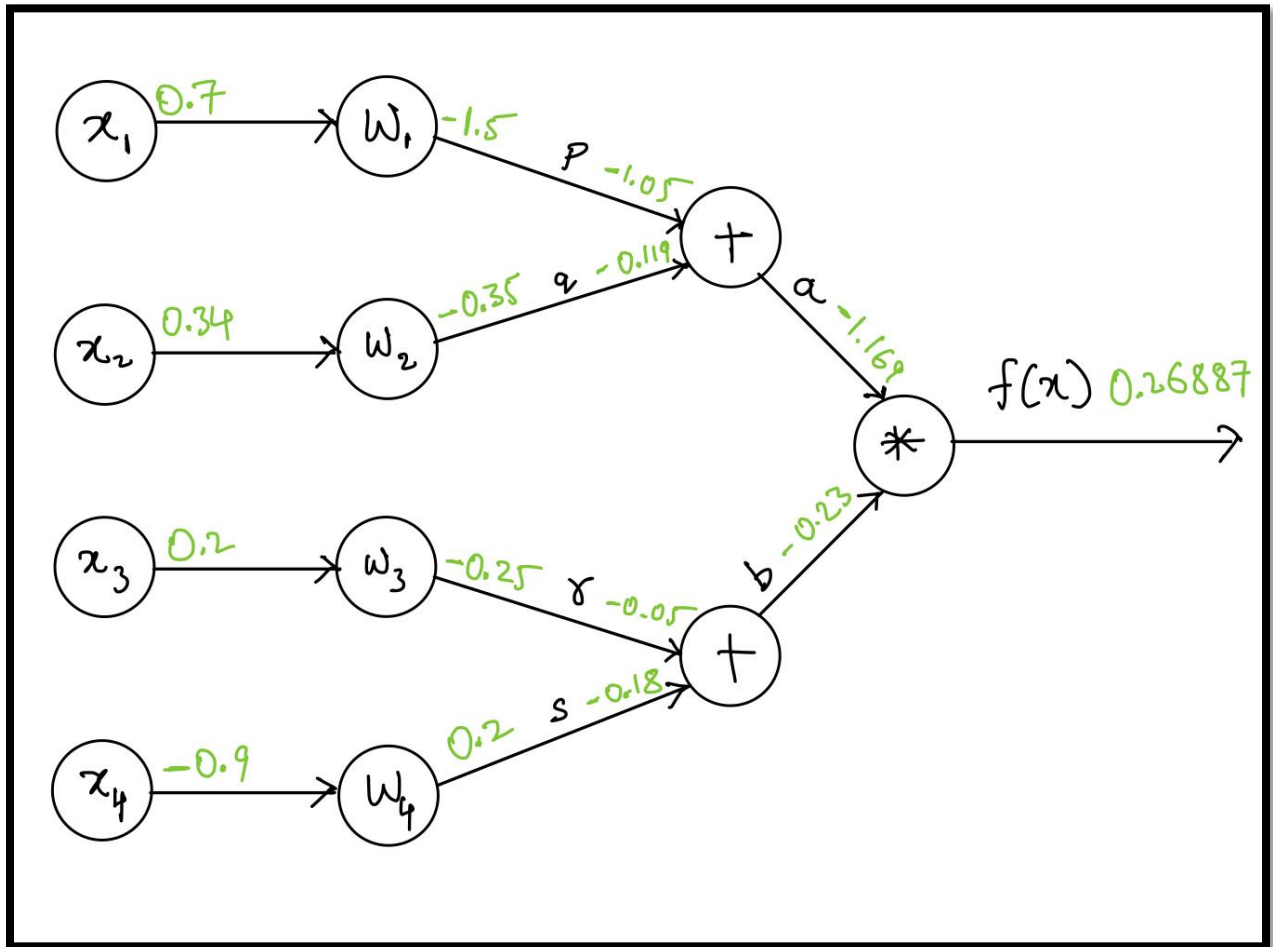 x₁ 0.7 W₁ -1.5 p -1.05
+
x₂ 0.34 W₂ -0.35 q -0.119
a -1.169
* f(x) 0.26887
x₃ 0.2 W₃ -0.25 r -0.05
b -0.23
+
x₄ -0.9 W₄ 0.2 s -0.18